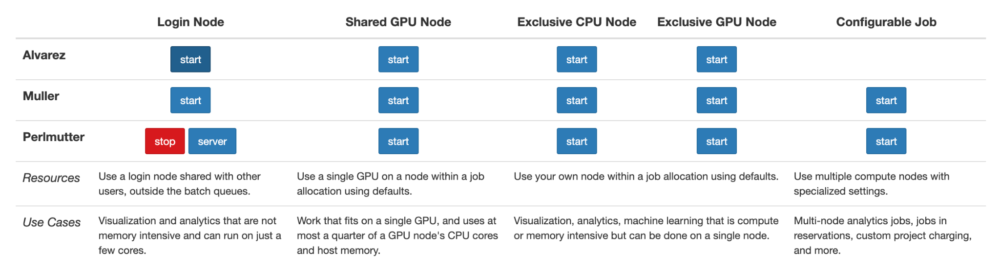 Login Node Shared GPU Node Exclusive CPU Node Exclusive GPU Node Configurable Job
Alvarez start start start start
Muller start start start start start
Perlmutter stop server start start start start
Resources
Use a login node shared with other
users, outside the batch queues.
Use a single GPU on a node within a job
allocation using defaults.
Use your own node within a job allocation using defaults.
Use multiple compute nodes with
specialized settings.
Use Cases
Visualization and analytics that are not
memory intensive and can run on just a
few cores.
Work that fits on a single GPU, and uses at
most a quarter of a GPU node's CPU cores
and host memory.
Visualization, analytics, machine learning that is compute
or memory intensive but can be done on a single node.
Multi-node analytics jobs, jobs in
reservations, custom project charging,
and more.